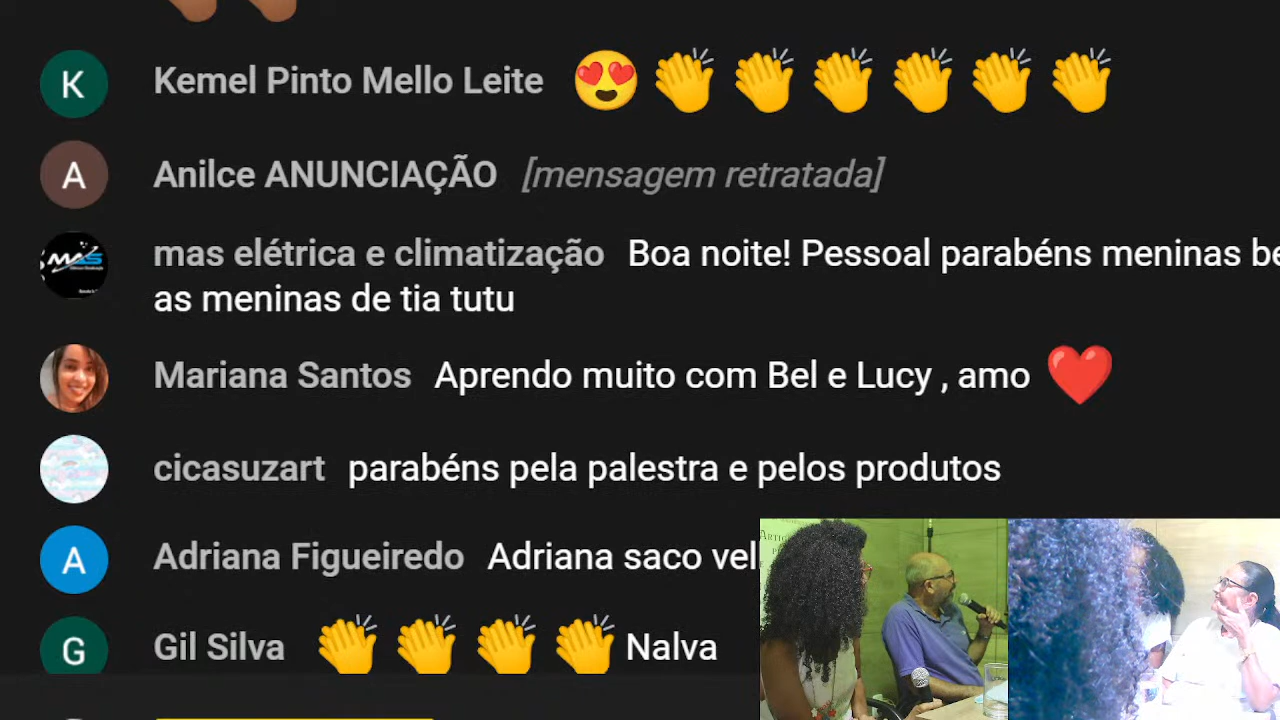 K Kemel Pinto Mello Leite
A Anilce ANUNCIAÇÃO [mensagem retratada]
MAS mas elétrica e climatização Boa noite! Pessoal parabéns meninas
as meninas de tia tutu
Mariana Santos Aprendo muito com Bel e Lucy , amo
cicasuzart parabéns pela palestra e pelos produtos
A Adriana Figueiredo Adriana saco
G Gil Silva Nalva